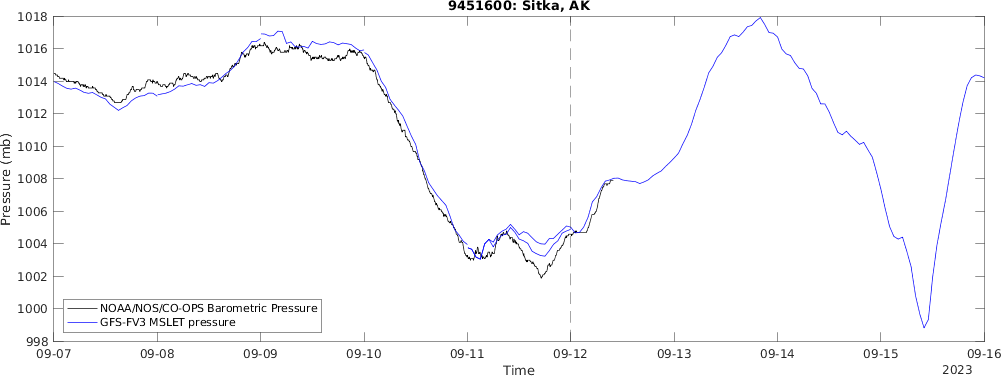 9451600: Sitka, AK
1018
1016
1014
1012
1010
1008
1006
1004
1002
1000
998
Pressure (mb)
NOAA/NOS/CO-OPS Barometric Pressure
GFS-FV3 MSLET pressure
09-07 09-08 09-09 09-10 09-11 09-12 09-13 09-14 09-15 09-16
Time
2023